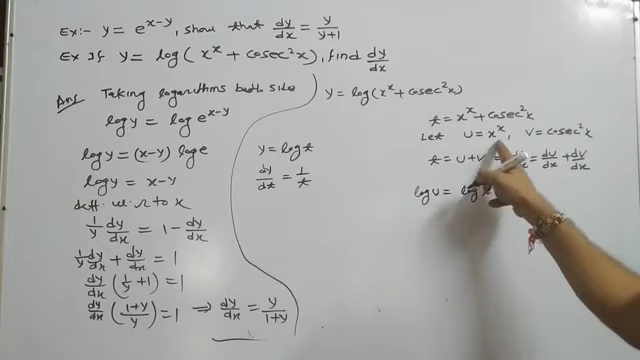 Ex:- y = e^{x-y}, show that dy/dx = y/(y+1)
Ex If y = log(x^x + cosec²x), find dy/dx
Ans Taking logarithms both side
log y = log e^{x-y}
log y = (x-y) log e
log y = x-y
diff. w.r. to x
1/y dy/dx = 1 - dy/dx
1/y dy/dx + dy/dx = 1
dy/dx (1/y + 1) = 1
dy/dx ((1+y)/y) = 1 ⇒ dy/dx = y/(1+y)
y = log(x^x + cosec²x)
y = log t
dy/dt = 1/t
t = x^x + cosec²x
Let u = x^x, v = cosec²x
t = u+v = du/dx + dv/dx
log u = log